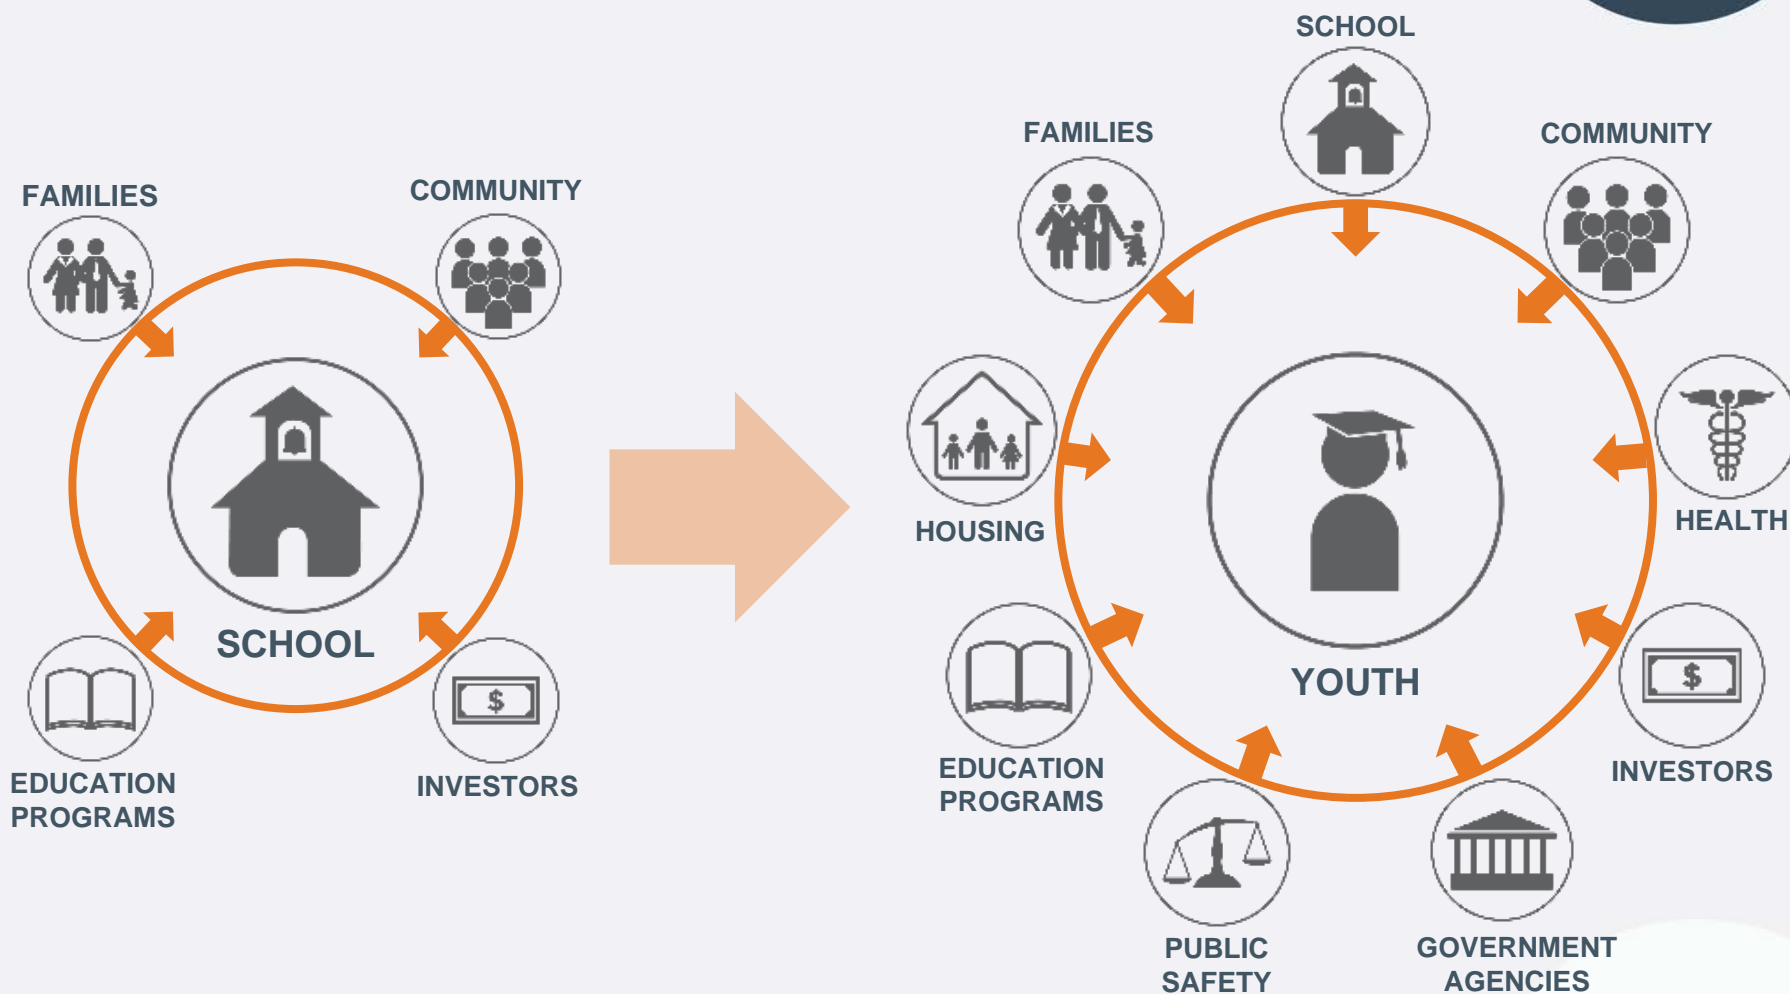 FAMILIES
COMMUNITY
SCHOOL
EDUCATION
PROGRAMS
INVESTORS
$
SCHOOL
FAMILIES
COMMUNITY
HOUSING
HEALTH
YOUTH
EDUCATION
PROGRAMS
INVESTORS
$
PUBLIC
SAFETY
GOVERNMENT
AGENCIES